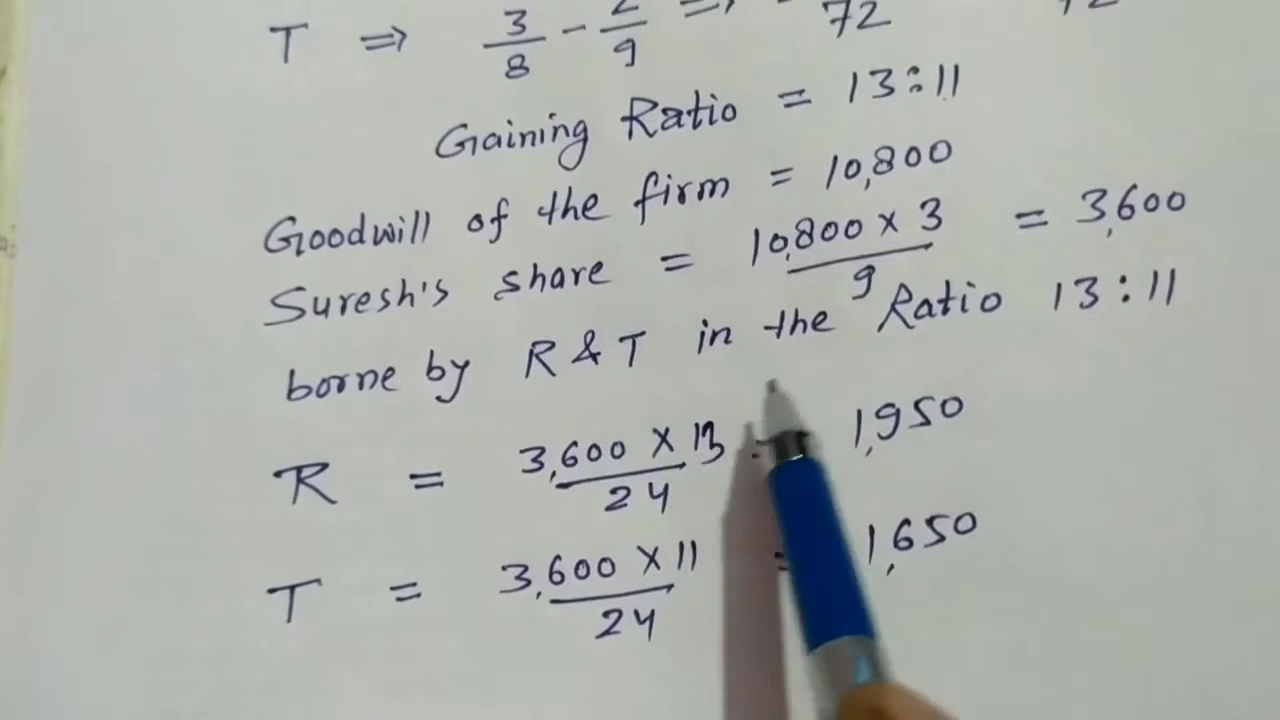 T ⇒ 3/8 - 2/9 ⇒ 72
Gaining Ratio = 13:11
Goodwill of the firm = 10,800
Suresh's share = 10,800 × 3 / 9 = 3,600
borne by R & T in the Ratio 13:11
R = 3,600 × 13 / 24 = 1,950
T = 3,600 × 11 / 24 = 1,650